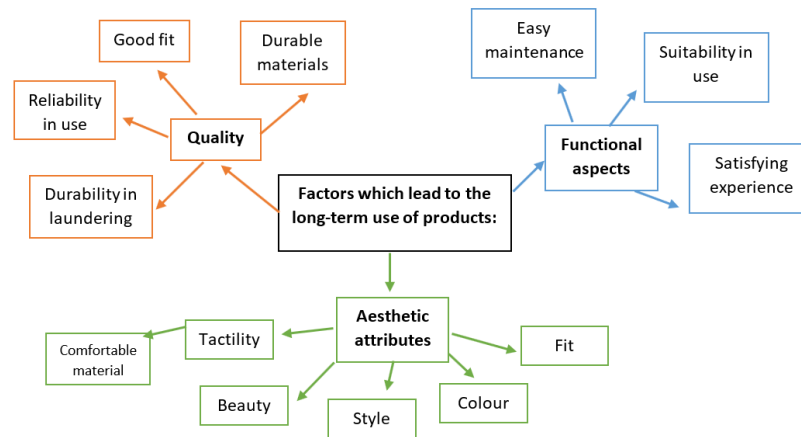 Good fit
Durable
materials
Reliability
in use
Quality
Durability in
laundering
Easy
maintenance
Suitability in
use
Functional
aspects
Satisfying
experience
Factors which lead to the
long-term use of products:
Aesthetic
attributes
Tactility
Comfortable
material
Beauty
Style
Colour
Fit